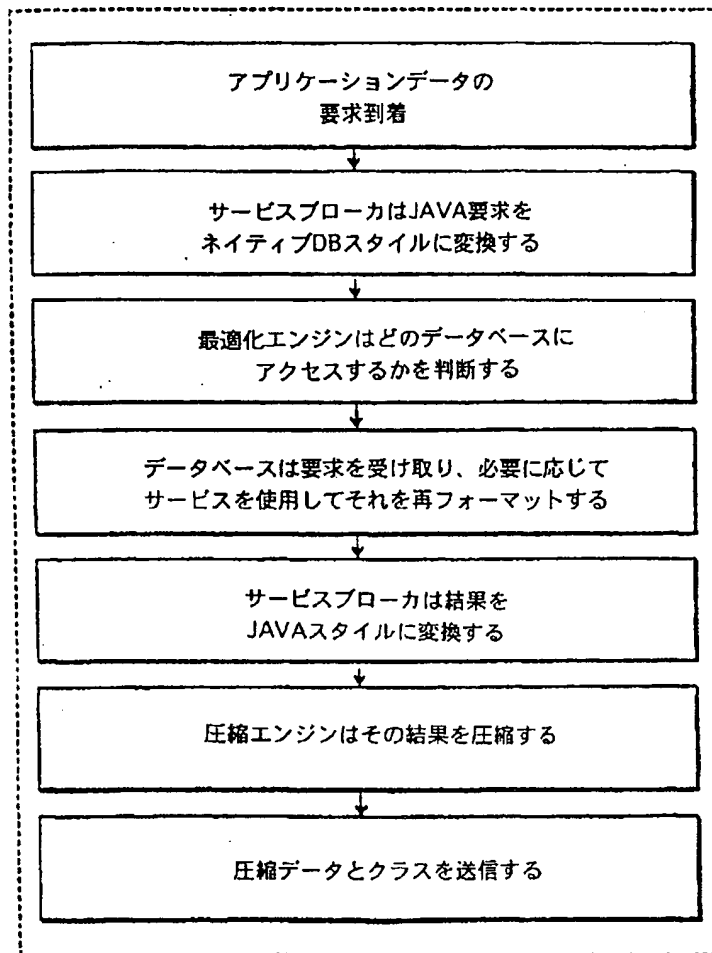 アプリケーションデータの
要求到着
サービスブローカはJAVA要求を
ネイティブDBスタイルに変換する
最適化エンジンはどのデータベースに
アクセスするかを判断する
データベースは要求を受け取り、必要に応じて
サービスを使用してそれを再フォーマットする
サービスブローカは結果を
JAVAスタイルに変換する
圧縮エンジンはその結果を圧縮する
圧縮データとクラスを送信する